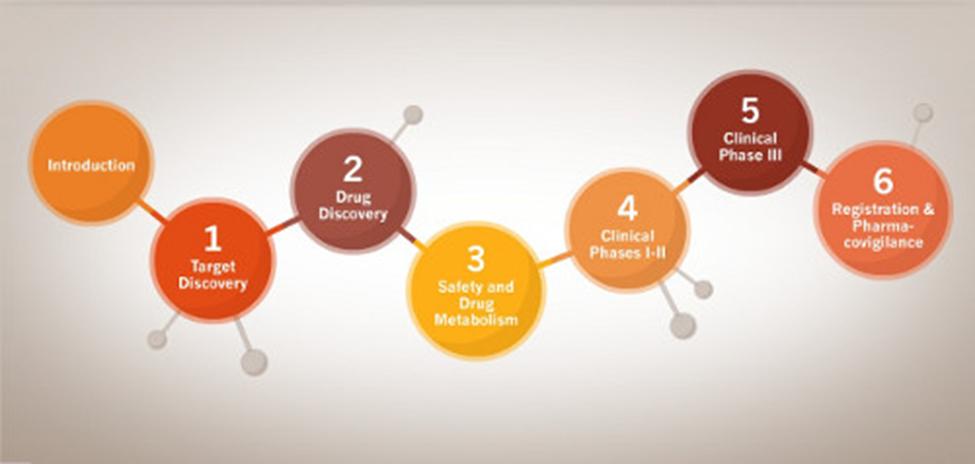 Introduction
1
Target
Discovery
2
Drug
Discovery
3
Safety and
Drug
Metabolism
4
Clinical
Phases I-II
5
Clinical
Phase III
6
Registration &
Pharma-
covigilance